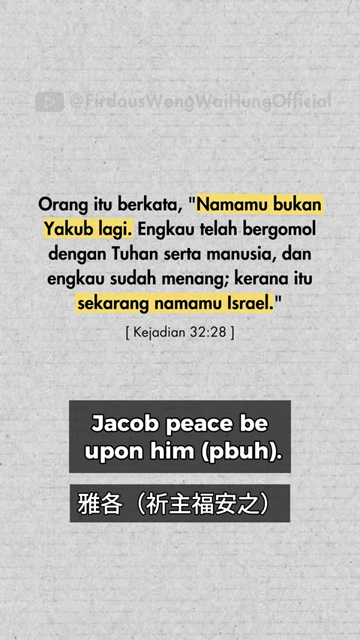 @FirdausWongWaiHungOfficial
Orang itu berkata, "Namamu bukan
Yakub lagi. Engkau telah bergomol
dengan Tuhan serta manusia, dan
engkau sudah menang; kerana itu
sekarang namamu Israel."
[ Kejadian 32:28 ]
Jacob peace be
upon him (pbuh).
雅各（祈主福安之）